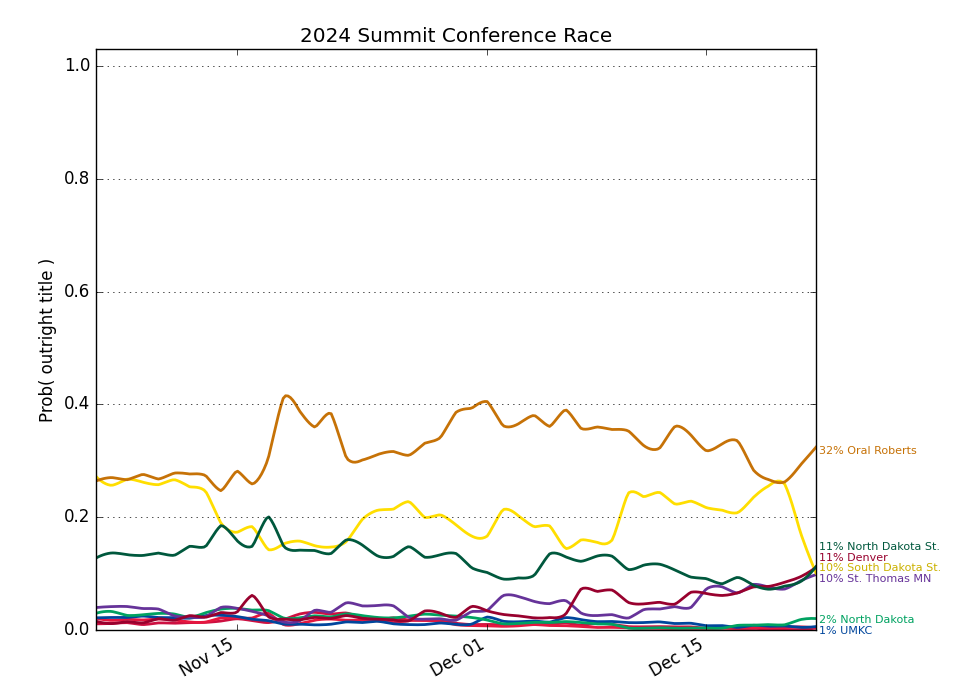 2024 Summit Conference Race
Prob( outright title )
1.0
0.8
0.6
0.4
0.2
0.0
Nov 15
Dec 01
Dec 15
32% Oral Roberts
11% North Dakota St.
11% Denver
10% South Dakota St.
10% St. Thomas MN
2% North Dakota
1% UMKC